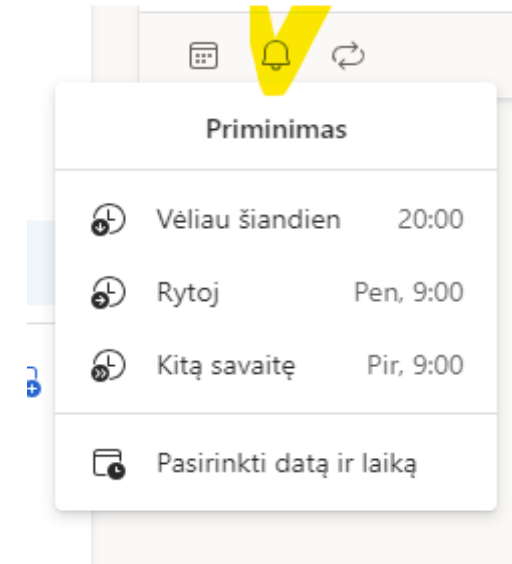 Priminimas
Vėliau šiandien 20:00
Rytoj Pen, 9:00
Kitą savaitę Pir, 9:00
Pasirinkti datą ir laiką